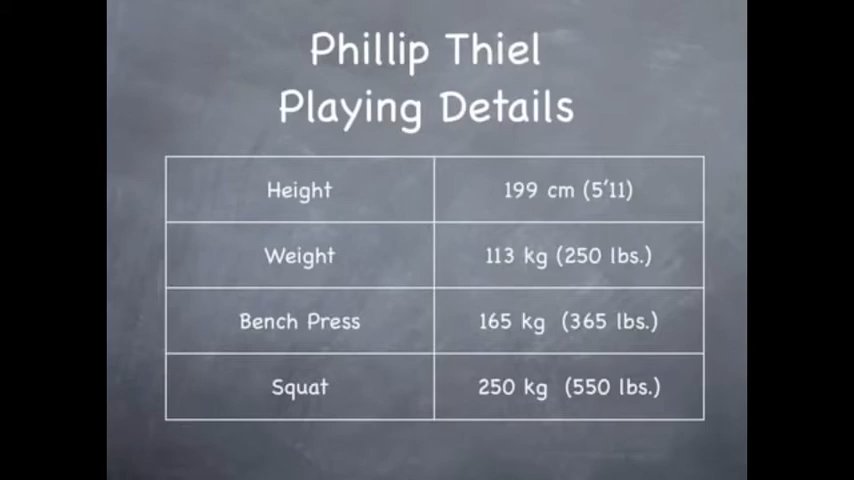 Phillip Thiel
Playing Details
Height 199 cm (5'11)
Weight 113 kg (250 lbs.)
Bench Press 165 kg (365 lbs.)
Squat 250 kg (550 lbs.)